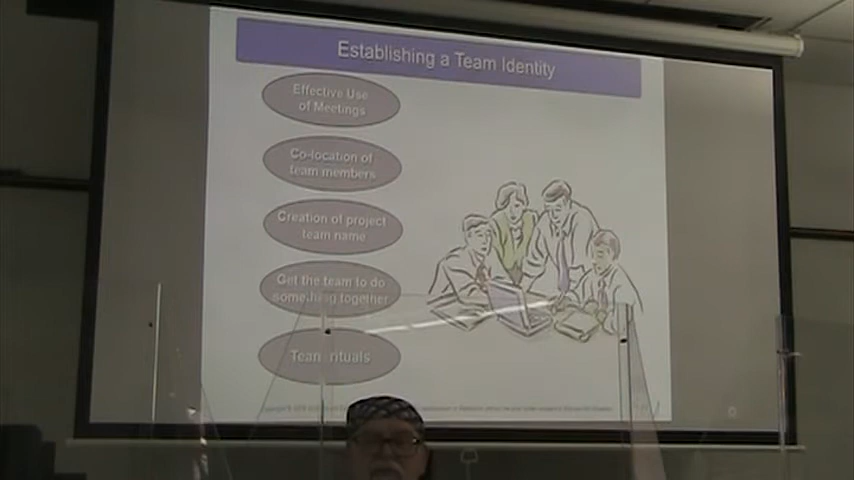 Establishing a Team Identity
Effective Use
of Meetings
Co-location of
team members
Creation of project
team name
Get the team to do
something together
Team rituals